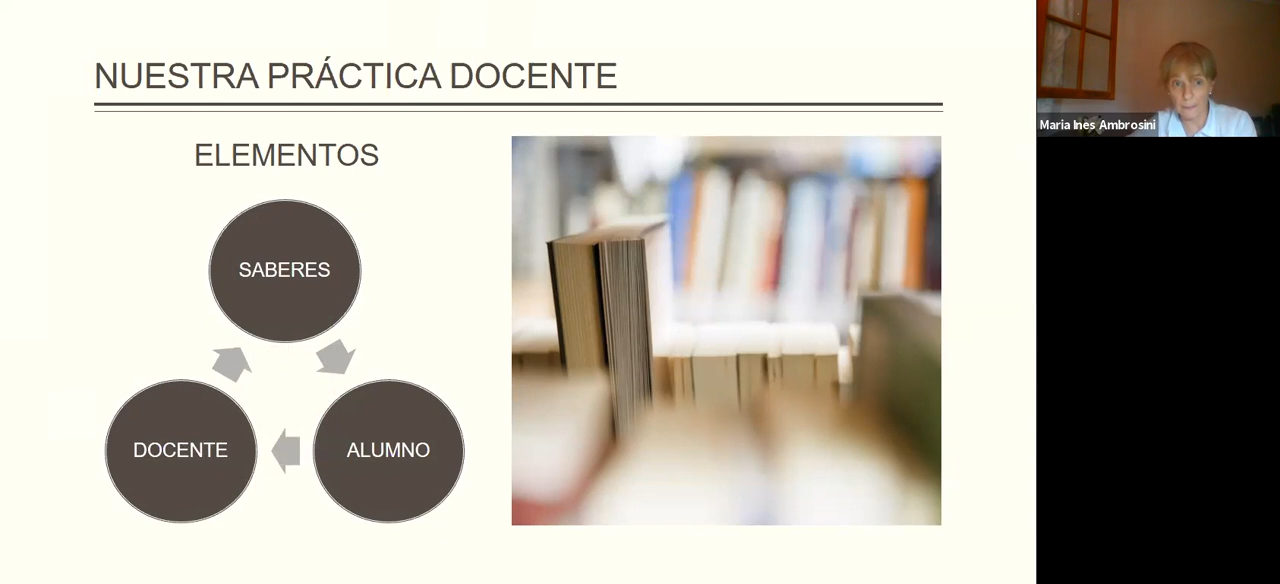 NUESTRA PRÁCTICA DOCENTE
ELEMENTOS
SABERES
DOCENTE
ALUMNO
Maria Ines Ambrosini